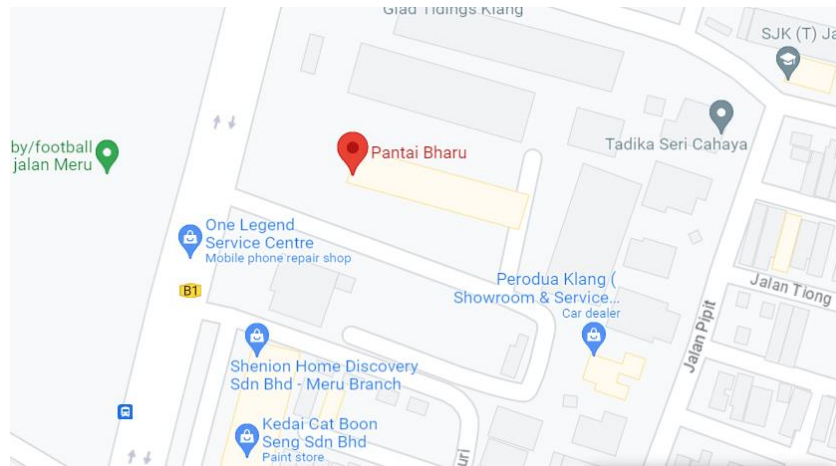 Glad Tidings Klang
SJK (T) Ja
by/football
jalan Meru
Pantai Bharu
Tadika Seri Cahaya
One Legend
Service Centre
Mobile phone repair shop
B1
Perodua Klang (
Showroom & Service...
Car dealer
Jalan Tiong
Jalan Pipit
Shenion Home Discovery
Sdn Bhd - Meru Branch
Kedai Cat Boon
Seng Sdn Bhd
Paint store
uri